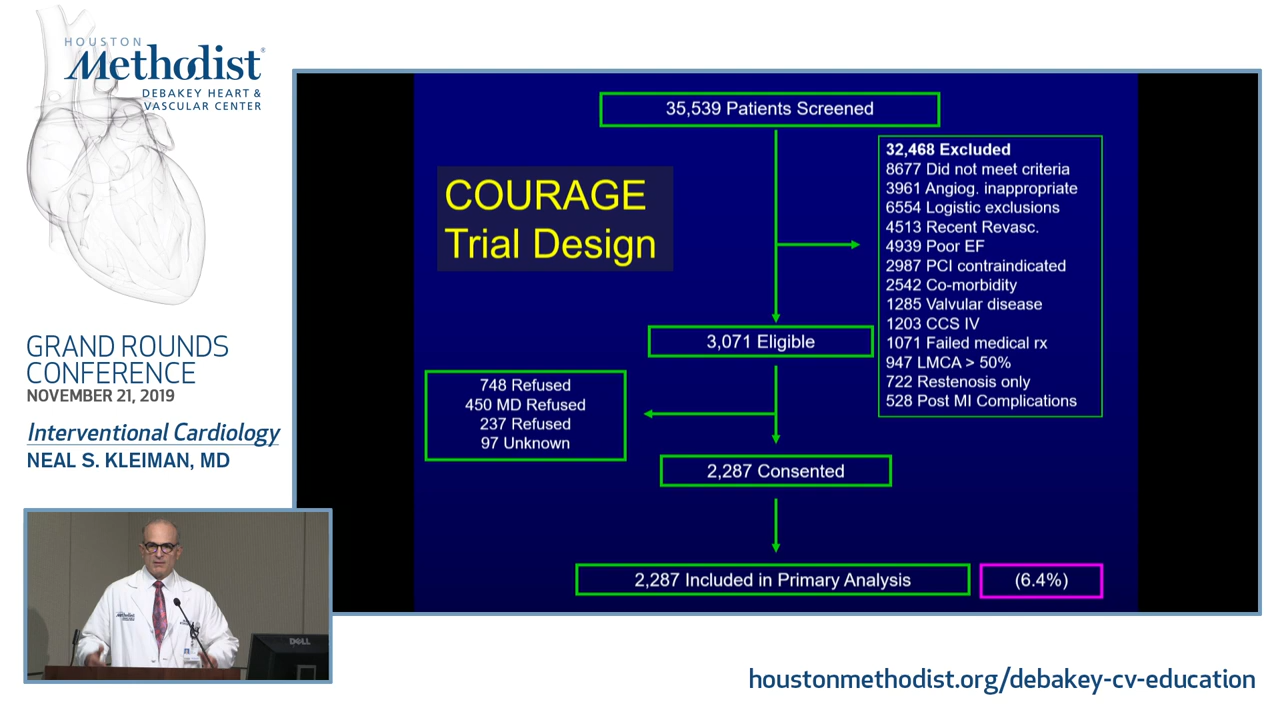 HOUSTON
Methodist®
DEBAKEY HEART &
VASCULAR CENTER
GRAND ROUNDS
CONFERENCE
NOVEMBER 21, 2019
Interventional Cardiology
NEAL S. KLEIMAN, MD
35,539 Patients Screened
COURAGE
Trial Design
32,468 Excluded
8677 Did not meet criteria
3961 Angiog. inappropriate
6554 Logistic exclusions
4513 Recent Revasc.
4939 Poor EF
2987 PCI contraindicated
2542 Co-morbidity
1285 Valvular disease
1203 CCS IV
1071 Failed medical rx
947 LMCA > 50%
722 Restenosis only
528 Post MI Complications
3,071 Eligible
748 Refused
450 MD Refused
237 Refused
97 Unknown
2,287 Consented
2,287 Included in Primary Analysis
(6.4%)
Methodist
DELL
houstonmethodist.org/debakey-cv-education